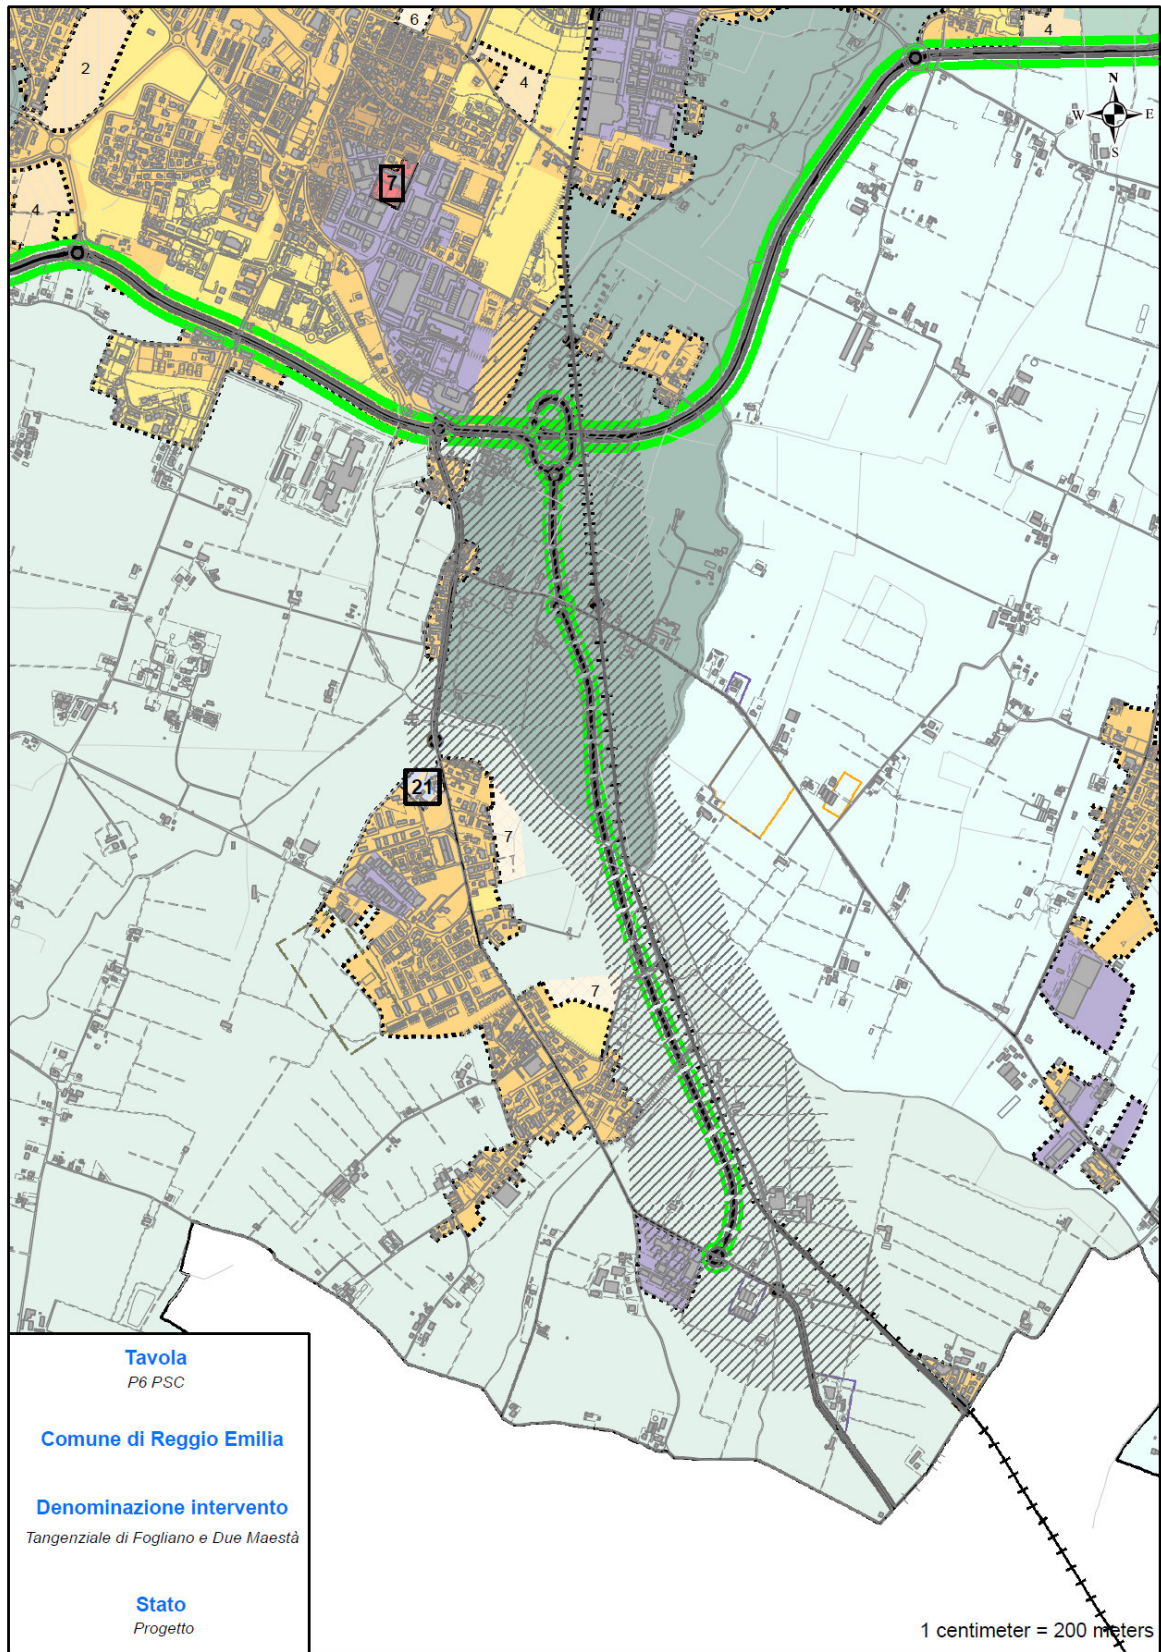 6
4
2
4
N
W E
S
7
4
21
7
7
4
Tavola
P6 PSC
Comune di Reggio Emilia
Denominazione intervento
Tangenziale di Fogliano e Due Maestà
Stato
Progetto
1 centimeter = 200 meters